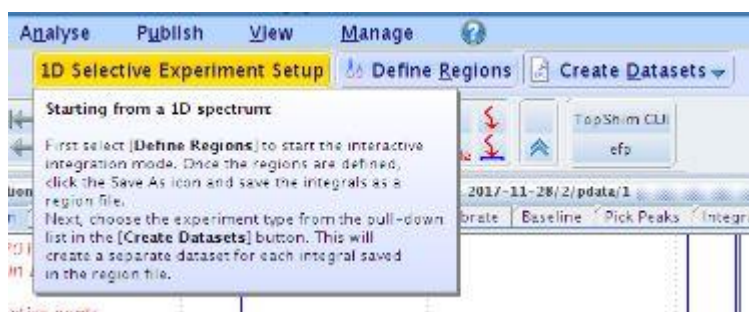 Analyse Publish View Manage
1D Selective Experiment Setup Define Regions Create Datasets
Starting from a 1D spectrum
First select [Define Regions] to start the interactive
integration mode. Once the regions are defined,
click the Save As icon and save the integrals as a
region file.
Next, choose the experiment type from the pull-down
list in the [Create Datasets] button. This will
create a separate dataset for each integral saved
in the region file.
TopShim GUI
efp
2017-11-28/2/pdata/1
brate Baseline Pick Peaks Integr